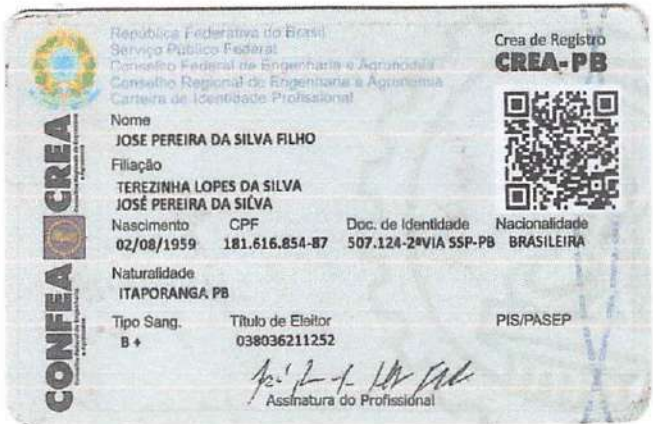 República Federativa do Brasil
Serviço Público Federal
Conselho Federal de Engenharia e Agronomia
Conselho Regional de Engenharia e Agronomia
Carteira de Identidade Profissional
Crea de Registro
CREA-PB
Nome
JOSE PEREIRA DA SILVA FILHO
Filiação
TEREZINHA LOPES DA SILVA
JOSÉ PEREIRA DA SILVA
Nascimento CPF Doc. de Identidade Nacionalidade
02/08/1959 181.616.854-87 507.124-2ªVIA SSP-PB BRASILEIRA
Naturalidade
ITAPORANGA PB
Tipo Sang. Título de Eleitor PIS/PASEP
B + 038036211252
Assinatura do Profissional
CONFEA CREA